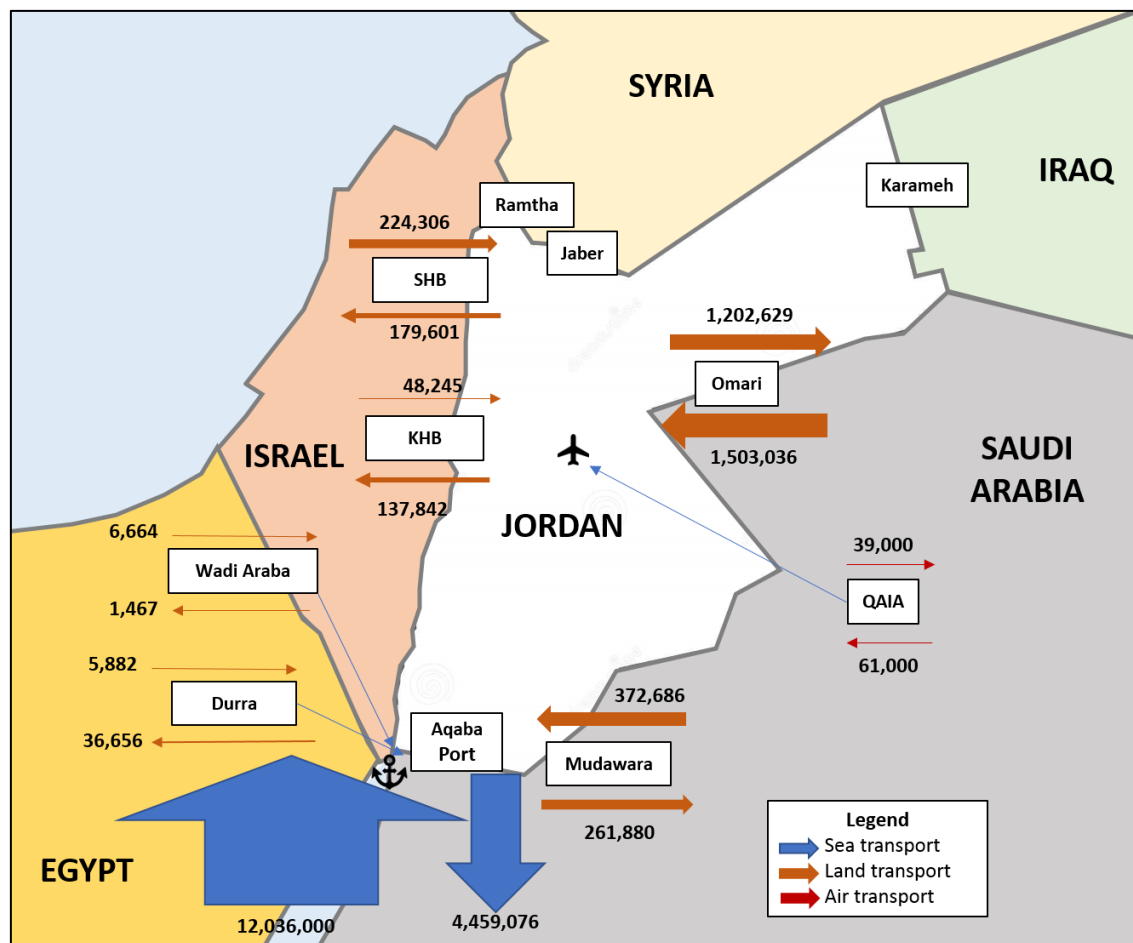 SYRIA
IRAQ
Karameh
Ramtha
224,306
Jaber
SHB
179,601
1,202,629
Omari
48,245
KHB
ISRAEL
1,503,036
SAUDI
ARABIA
137,842
JORDAN
6,664
Wadi Araba
1,467
39,000
QAIA
61,000
5,882
Durra
36,656
372,686
Aqaba
Port
Mudawara
261,880
EGYPT
12,036,000
4,459,076
Legend
Sea transport
Land transport
Air transport